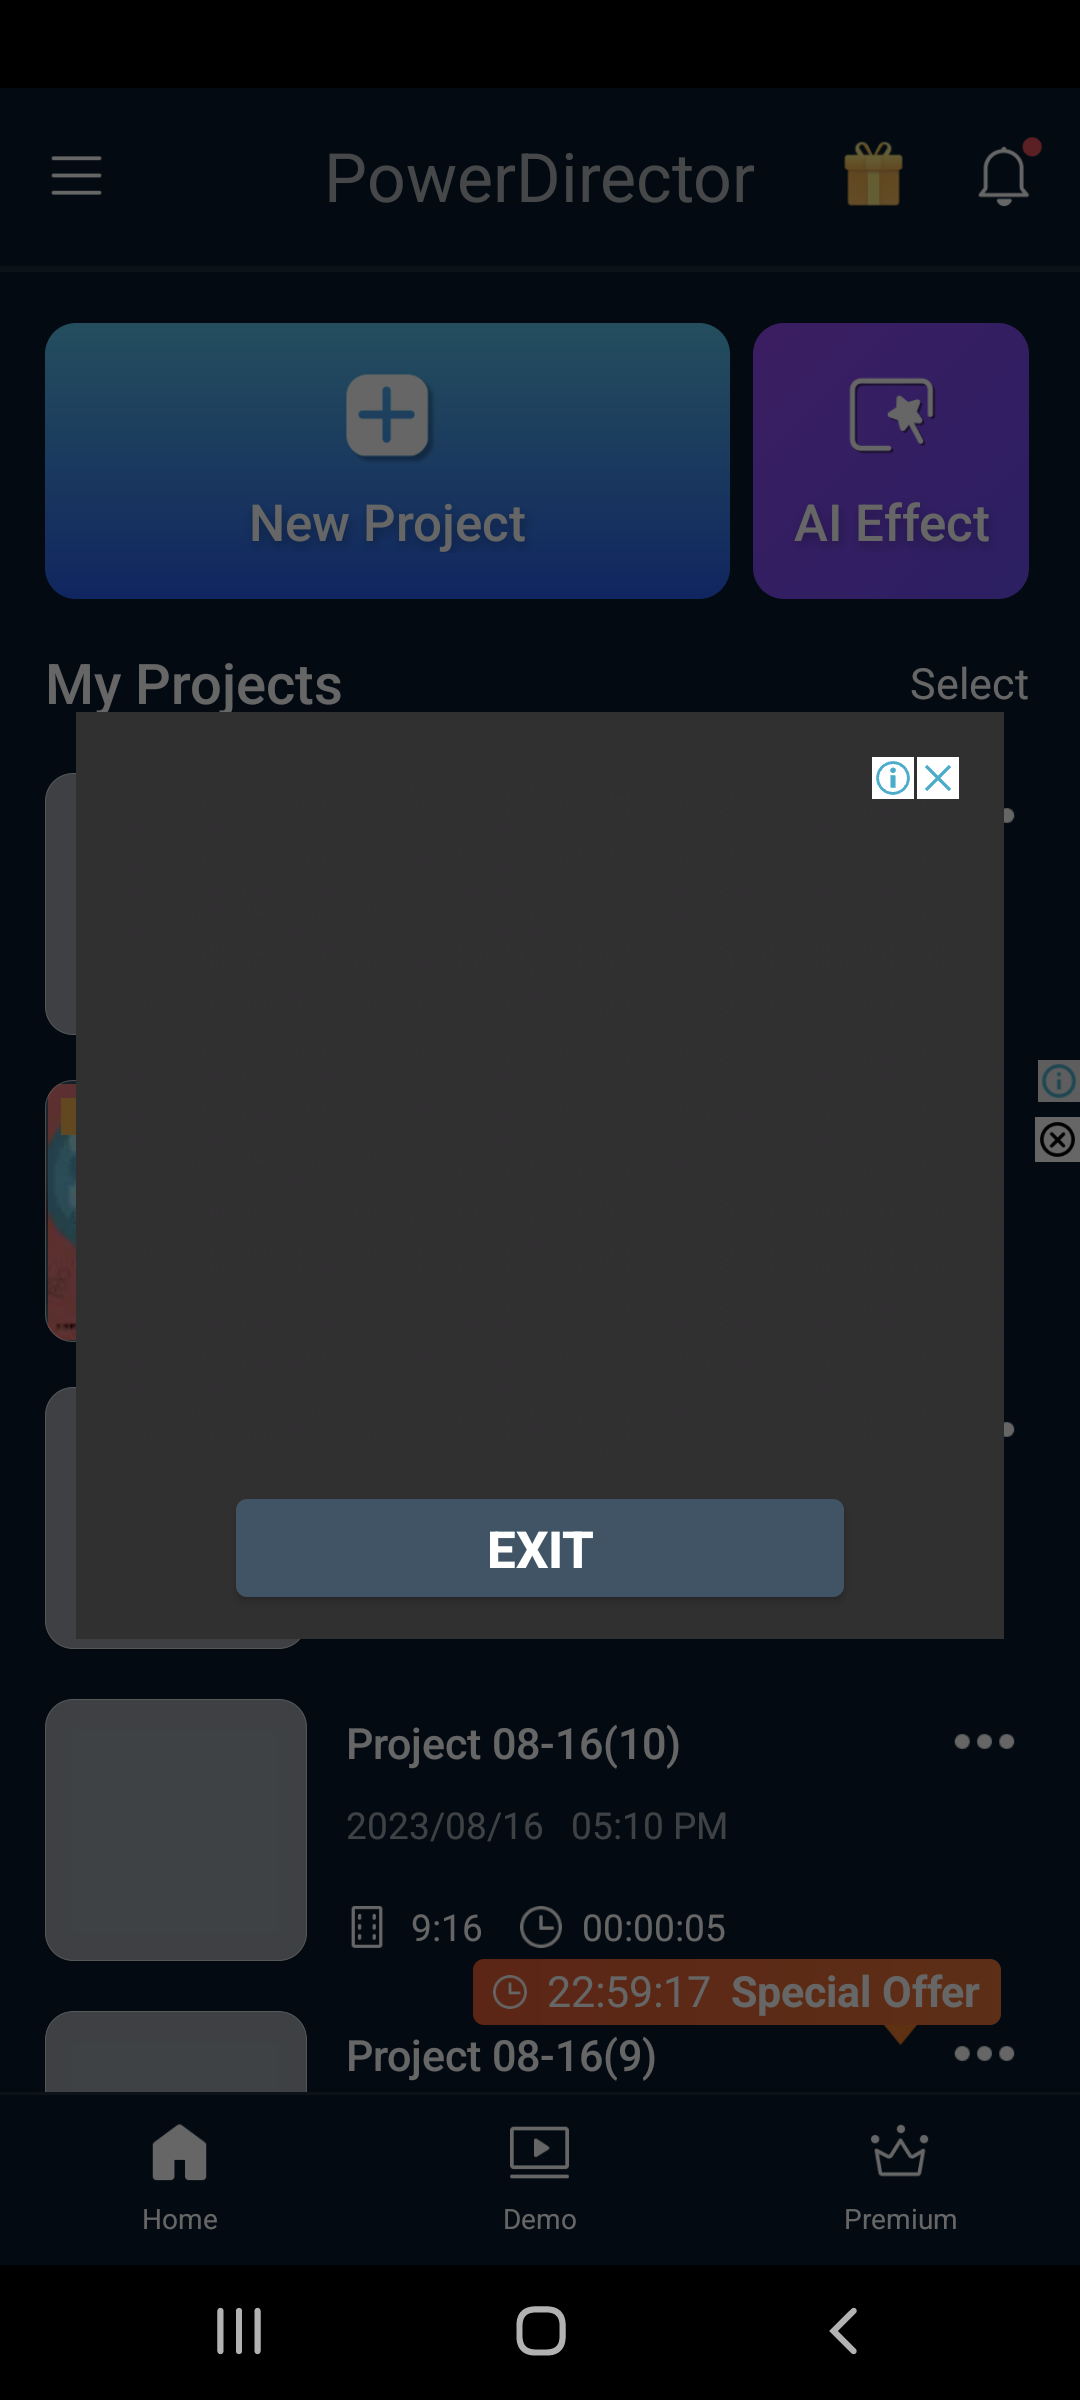 PowerDirector
New Project
AI Effect
My Projects
Select
EXIT
Project 08-16(10)
2023/08/16 05:10 PM
9:16 00:00:05
22:59:17 Special Offer
Project 08-16(9)
Home
Demo
Premium